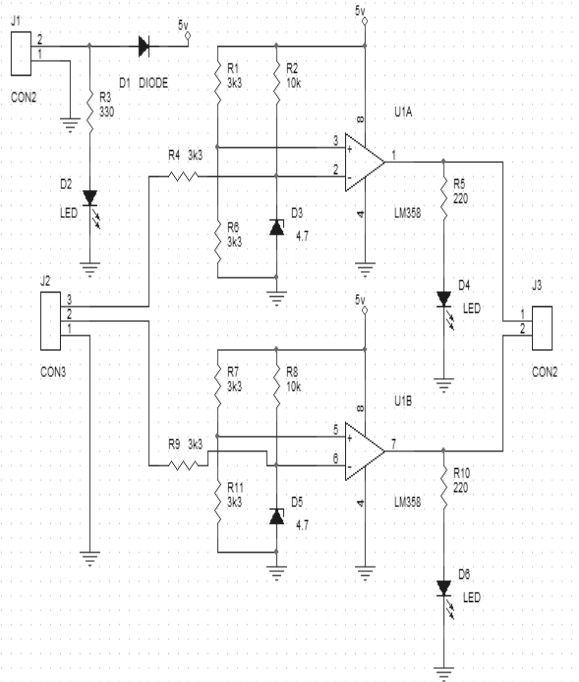 J1
2
1
CON2
5v
D1 DIODE
R3
330
D2
LED
5v
R1
3k3
R2
10k
U1A
8
3
+
2
-
1
4
LM358
R4 3k3
R6
3k3
D3
4.7
R5
220
D4
LED
J2
3
2
1
CON3
J3
1
2
CON2
5v
R7
3k3
R8
10k
U1B
8
5
+
6
-
7
4
LM358
R9 3k3
R11
3k3
D5
4.7
R10
220
D6
LED